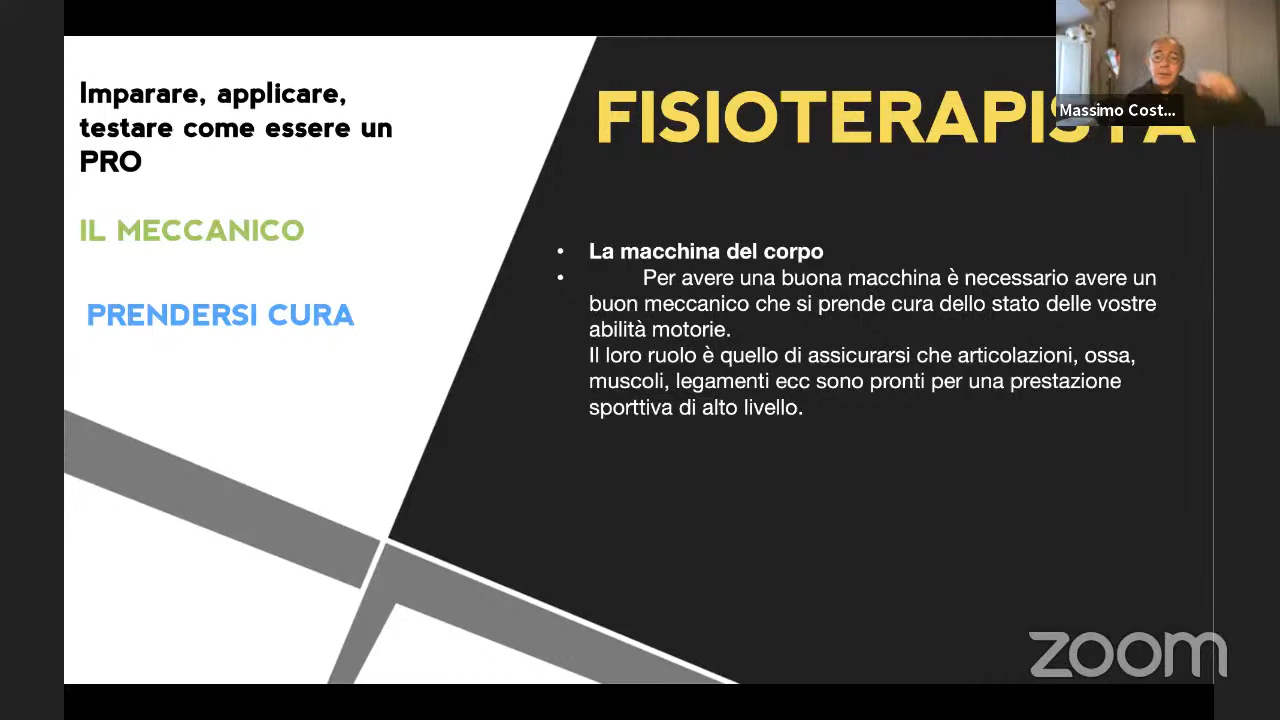 Imparare, applicare,
testare come essere un
PRO
IL MECCANICO
PRENDERSI CURA
FISIOTERAPISTA
Massimo Cost...
• La macchina del corpo
• Per avere una buona macchina è necessario avere un
buon meccanico che si prende cura dello stato delle vostre
abilità motorie.
Il loro ruolo è quello di assicurarsi che articolazioni, ossa,
muscoli, legamenti ecc sono pronti per una prestazione
sporttiva di alto livello.
zoom